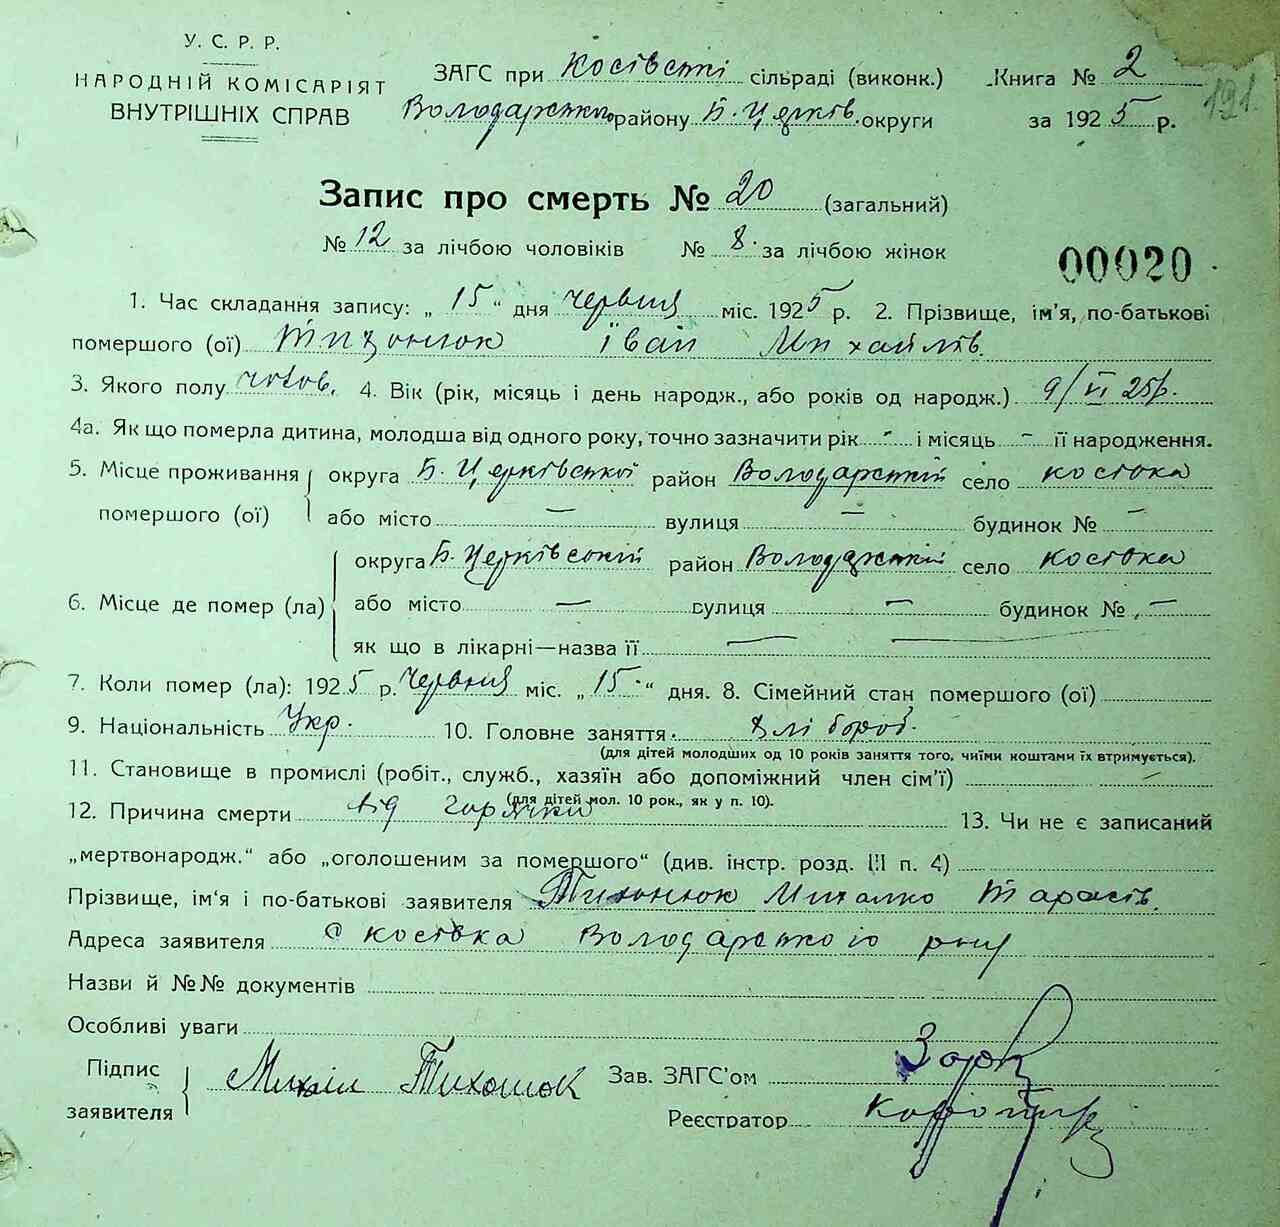 У. С. Р. Р.
НАРОДНІЙ КОМІСАРІЯТ
ВНУТРІШНІХ СПРАВ
ЗАГС при Косівські сільраді (виконк.)
Володарського району Б. Церків. округи
Книга № 2
за 1925 р.
191.
Запис про смерть № 20 (загальний)
№ 12 за лічбою чоловіків № 8. за лічбою жінок
00020
1. Час складання запису: „ 15 “ дня червня міс. 1925 р. 2. Прізвище, ім'я, по-батькові
помершого (ої) Тихонюк Іван Михайлів.
3. Якого полу чолов. 4. Вік (рік, місяць і день народж., або років од народж.) 9/VI 25р.
4а. Як що померла дитина, молодша від одного року, точно зазначити рік - і місяць - її народження.
5. Місце проживання округа Б. Церківської район Володарський село Косівка
помершого (ої) або місто — вулиця — будинок № —
округа Б. Церківський район Володарський село Косівка
6. Місце де помер (ла) або місто — вулиця — будинок № —
як що в лікарні—назва її — —
7. Коли помер (ла): 1925 р. Червня міс. „ 15 “ дня. 8. Сімейний стан помершого (ої)
9. Національність Укр. 10. Головне заняття хлібороб.
(для дітей молодших од 10 років заняття того, чиїми коштами їх втримується).
11. Становище в промислі (робіт., служб., хазяїн або допоміжний член сім'ї) —
(для дітей мол. 10 рок., як у п. 10).
12. Причина смерти від горячки 13. Чи не є записаний
„мертвонародж.“ або „оголошеним за помершого“ (див. інстр. розд. III п. 4)
Прізвище, ім'я і по-батькові заявителя Тихонюк Михалко Тарасів.
Адреса заявителя с Косівка Володарського рну
Назви й №№ документів
Особливі уваги
Підпис
заявителя Михайл Тихонюк
Зав. ЗАГС'ом
Реєстратор